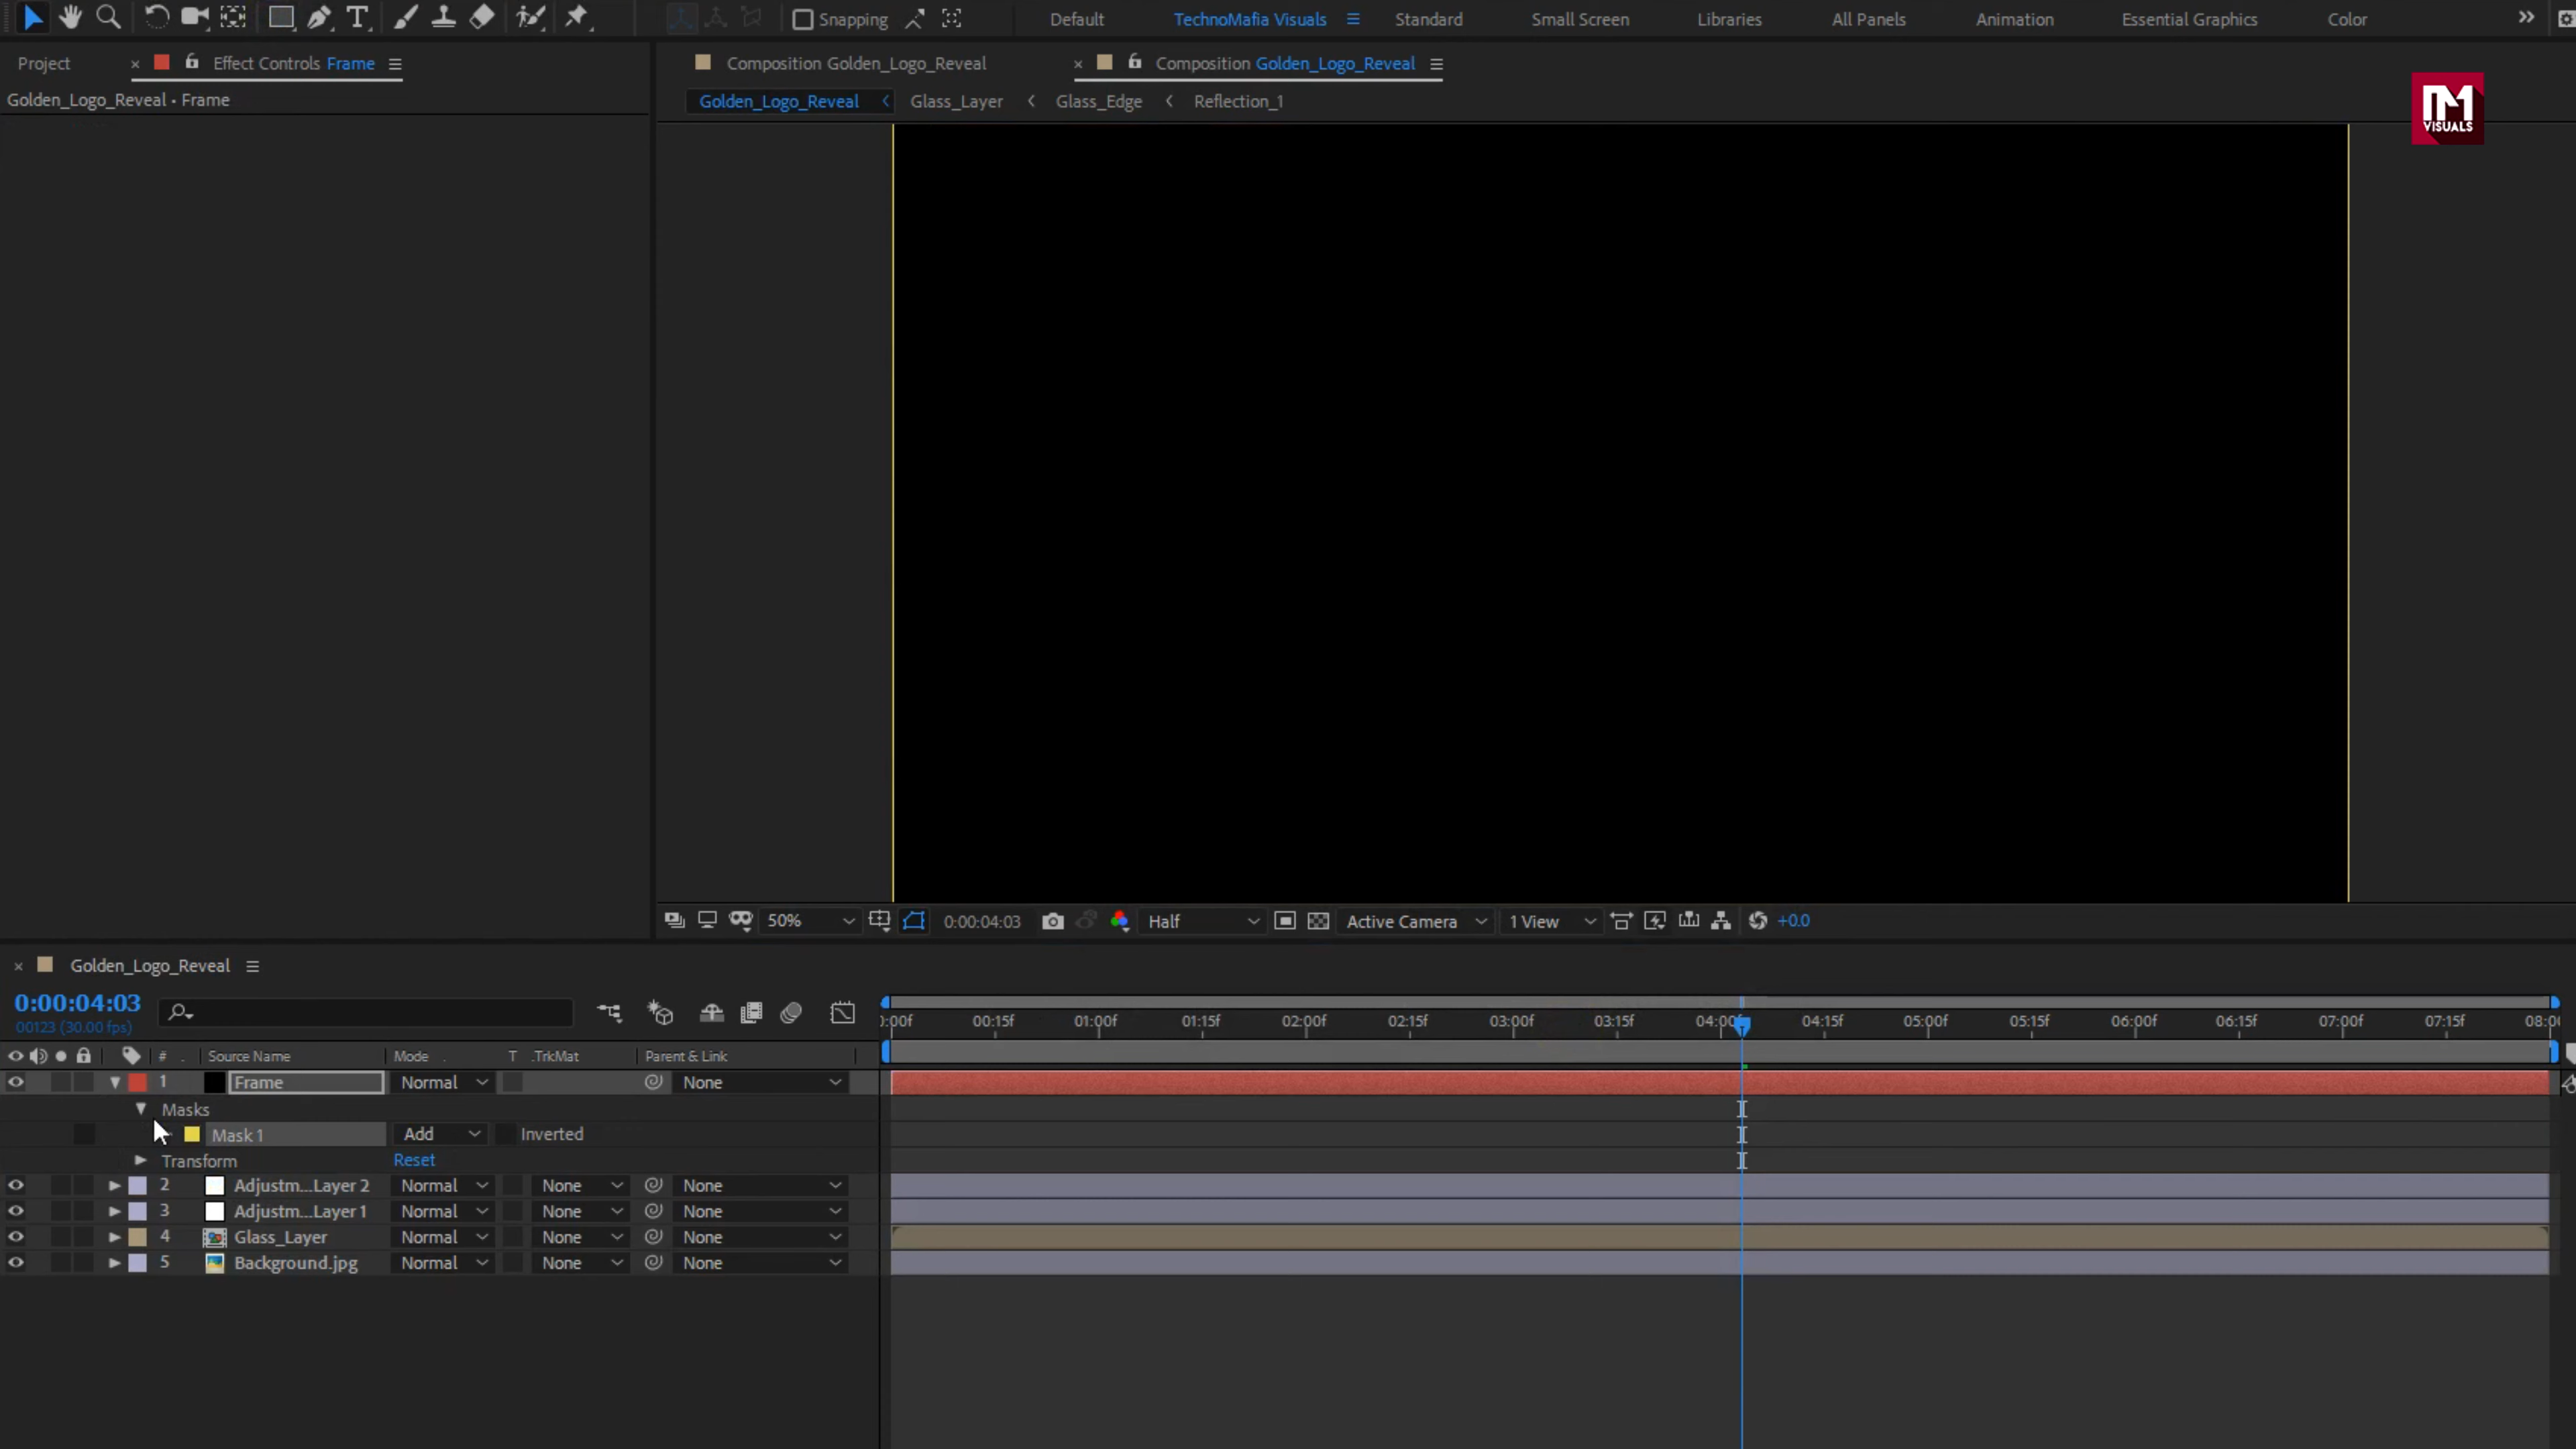 Snapping Default TechnoMafia Visuals Standard Small Screen Libraries All Panels Animation Essential Graphics Color
Project Effect Controls Frame Composition Golden_Logo_Reveal Composition Golden_Logo_Reveal
Golden_Logo_Reveal • Frame Golden_Logo_Reveal Glass_Layer Glass_Edge Reflection_1
VISUALS
50% 0:00:04:03 Half Active Camera 1 View +0.0
Golden_Logo_Reveal
0:00:04:03
00123 (30.00 fps)
):00f 00:15f 01:00f 01:15f 02:00f 02:15f 03:00f 03:15f 04:00f 04:15f 05:00f 05:15f 06:00f 06:15f 07:00f 07:15f 08:0
# Source Name Mode T .TrkMat Parent & Link
1 Frame Normal None
Masks
Mask 1 Add Inverted
Transform Reset
2 Adjustm...Layer 2 Normal None None
3 Adjustm...Layer 1 Normal None None
4 Glass_Layer Normal None None
5 Background.jpg Normal None None